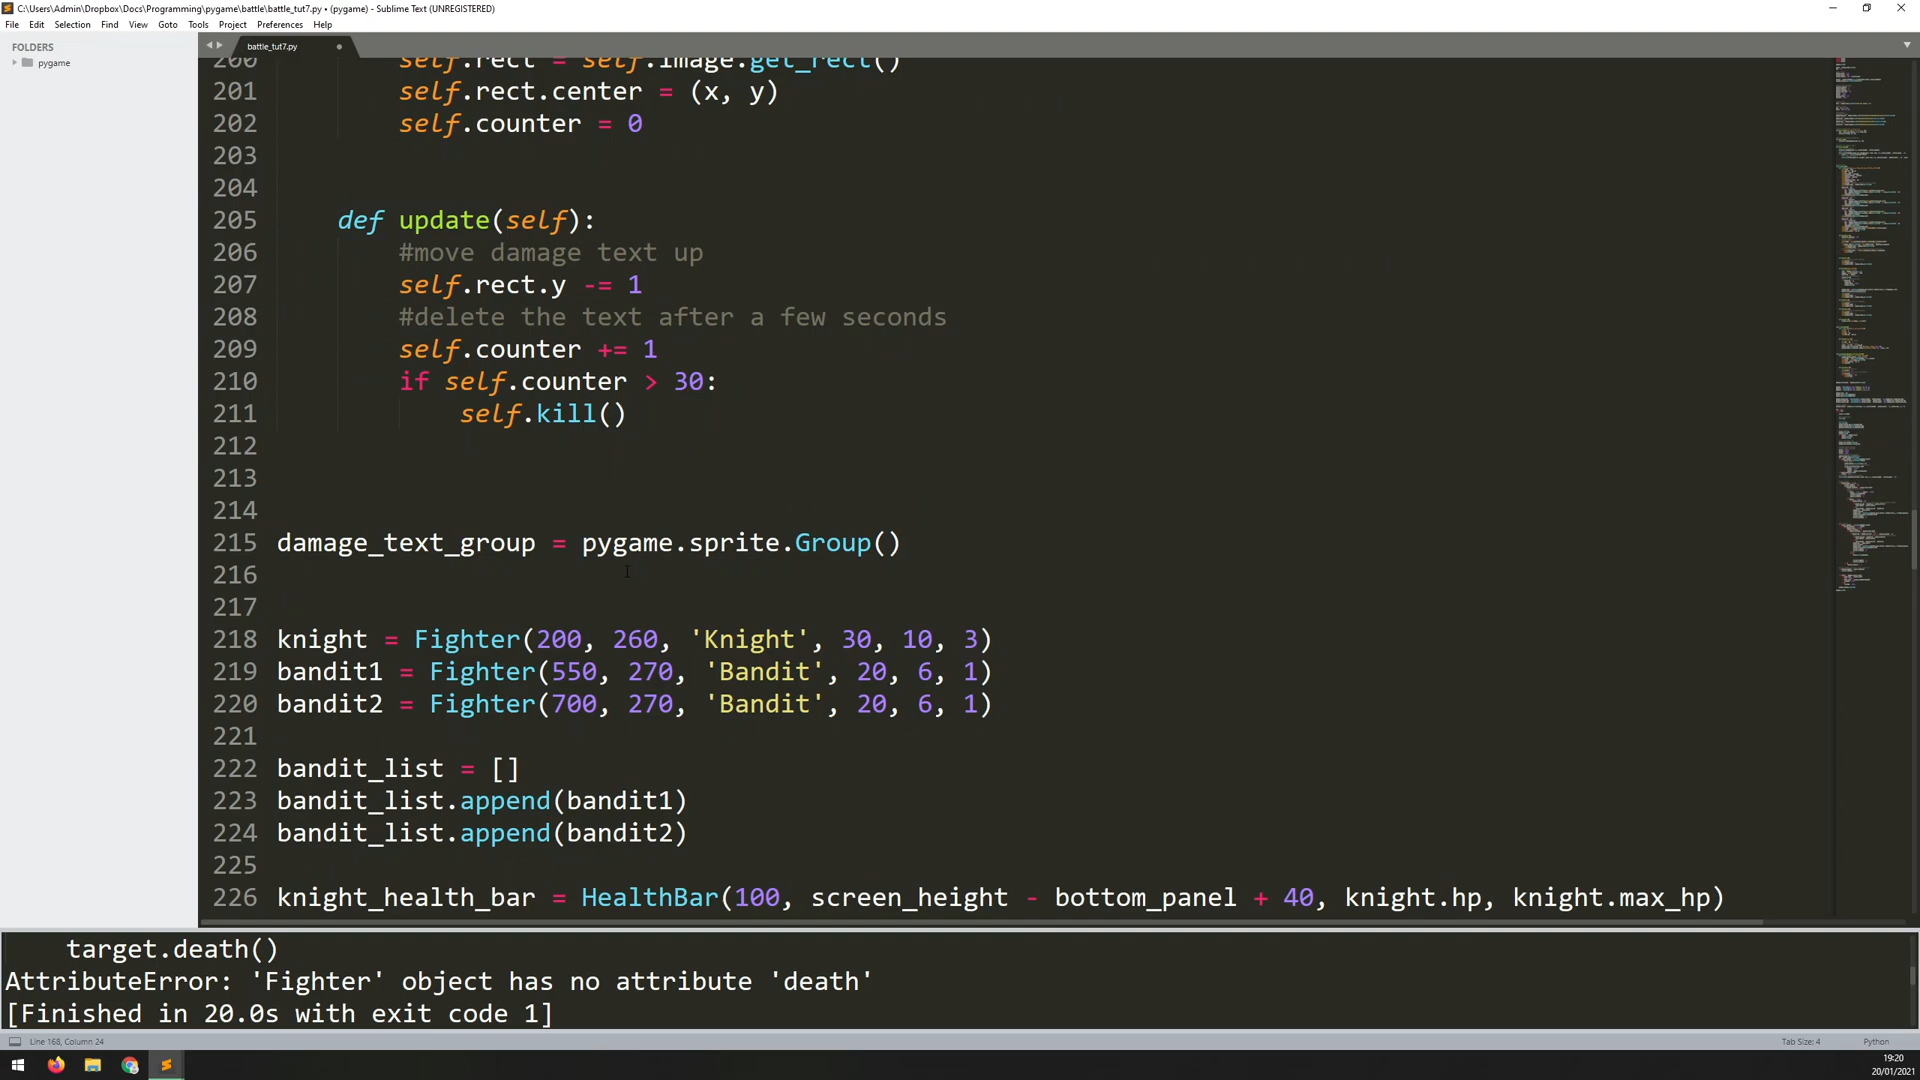 C:\Users\Admin\Dropbox\Docs\Programming\pygame\battle\battle_tut7.py • (pygame) - Sublime Text (UNREGISTERED)
File Edit Selection Find View Goto Tools Project Preferences Help
FOLDERS
pygame
battle_tut7.py
200 self.rect = self.image.get_rect()
201 self.rect.center = (x, y)
202 self.counter = 0
203
204
205 def update(self):
206 #move damage text up
207 self.rect.y -= 1
208 #delete the text after a few seconds
209 self.counter += 1
210 if self.counter > 30:
211 self.kill()
212
213
214
215 damage_text_group = pygame.sprite.Group()
216
217
218 knight = Fighter(200, 260, 'Knight', 30, 10, 3)
219 bandit1 = Fighter(550, 270, 'Bandit', 20, 6, 1)
220 bandit2 = Fighter(700, 270, 'Bandit', 20, 6, 1)
221
222 bandit_list = []
223 bandit_list.append(bandit1)
224 bandit_list.append(bandit2)
225
226 knight_health_bar = HealthBar(100, screen_height - bottom_panel + 40, knight.hp, knight.max_hp)
target.death()
AttributeError: 'Fighter' object has no attribute 'death'
[Finished in 20.0s with exit code 1]
Line 168, Column 24
Tab Size: 4
Python
19:20
20/01/2021